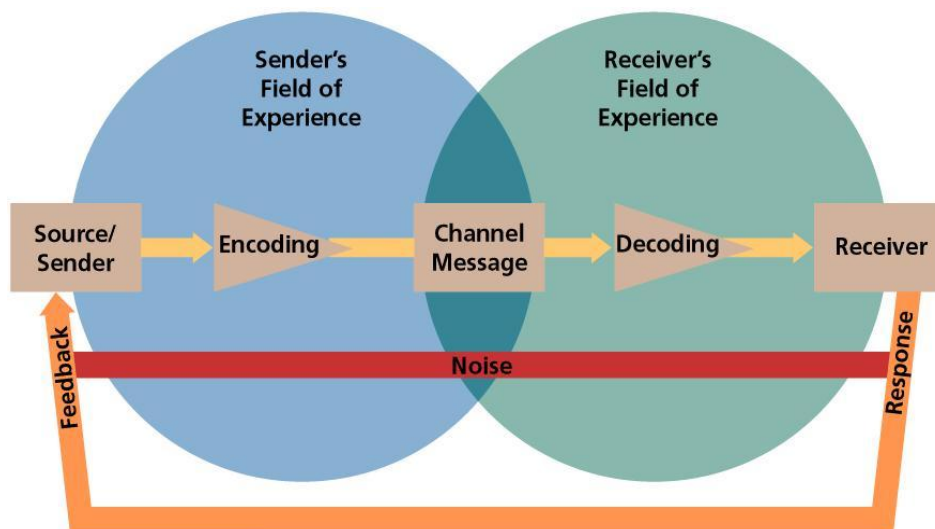 Sender's
Field of
Experience
Receiver's
Field of
Experience
Source/
Sender
Encoding
Channel
Message
Decoding
Receiver
Feedback
Noise
Response